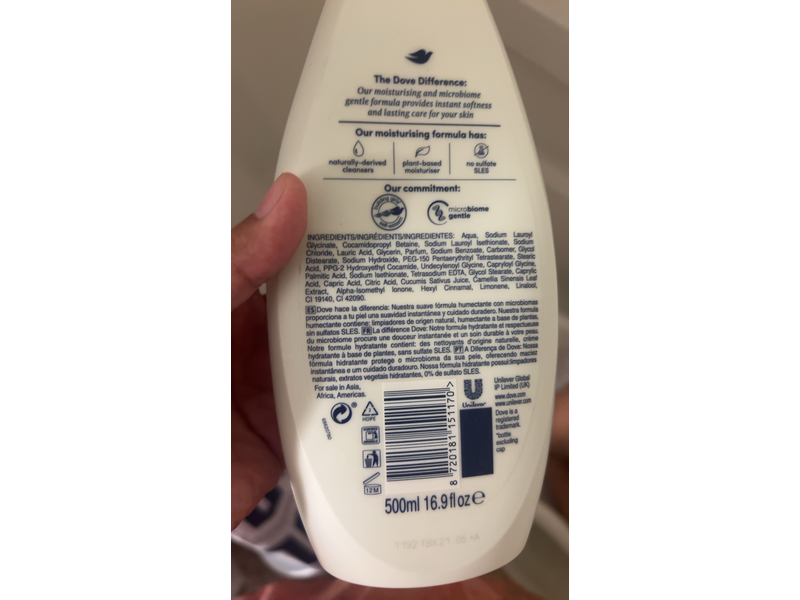 The Dove Difference:
Our moisturising and microbiome
gentle formula provides instant softness
and lasting care for your skin
Our moisturising formula has:
naturally-derived
cleansers
plant-based
moisturiser
no sulfate
SLES
Our commitment:
microbiome
gentle
INGREDIENTS/INGRÉDIENTS/INGREDIENTES: Aqua, Sodium Lauroyl
Glycinate, Cocamidopropyl Betaine, Sodium Lauroyl Isethionate, Sodium
Chloride, Lauric Acid, Glycerin, Parfum, Sodium Benzoate, Carbomer, Glycol
Distearate, Sodium Hydroxide, PEG-150 Pentaerythrityl Tetrastearate, Stearic
Acid, PPG-2 Hydroxyethyl Cocamide, Undecylenoyl Glycine, Capryloyl Glycine,
Palmitic Acid, Sodium Isethionate, Tetrasodium EDTA, Glycol Stearate, Caprylic
Acid, Capric Acid, Citric Acid, Cucumis Sativus Juice, Camellia Sinensis Leaf
Extract, Alpha-Isomethyl Ionone, Hexyl Cinnamal, Limonene, Linalool,
CI 19140, CI 42090.
ES Dove hace la diferencia: Nuestra suave fórmula humectante con microbiomas
proporciona a tu piel una suavidad instantánea y cuidado duradero. Nuestra fórmula
humectante contiene: limpiadores de origen natural, humectante a base de plantas,
sin sulfatos SLES. FR La différence Dove: Notre formule hydratante et respectueuse
du microbiome procure une douceur instantanée et un soin durable à votre peau.
Notre formule hydratante contient: des nettoyants d'origine naturelle, crème
hydratante à base de plantes, sans sulfate SLES. PT A Diferença de Dove: Nossa
fórmula hidratante protege o microbioma da sua pele, oferecendo maciez
instantânea e um cuidado duradouro. Nossa fórmula hidratante possui: limpadores
naturais, extratos vegetais hidratantes, 0% de sulfato SLES.
For sale in Asia,
Africa, Americas.
HDPE
12M
8 720181 151170 >
Unilever
Unilever Global
IP Limited (UK)
www.dove.com
www.unilever.com
Dove is a
registered
trademark.
*bottle
excluding
cap
500ml 16.9 fl oz e